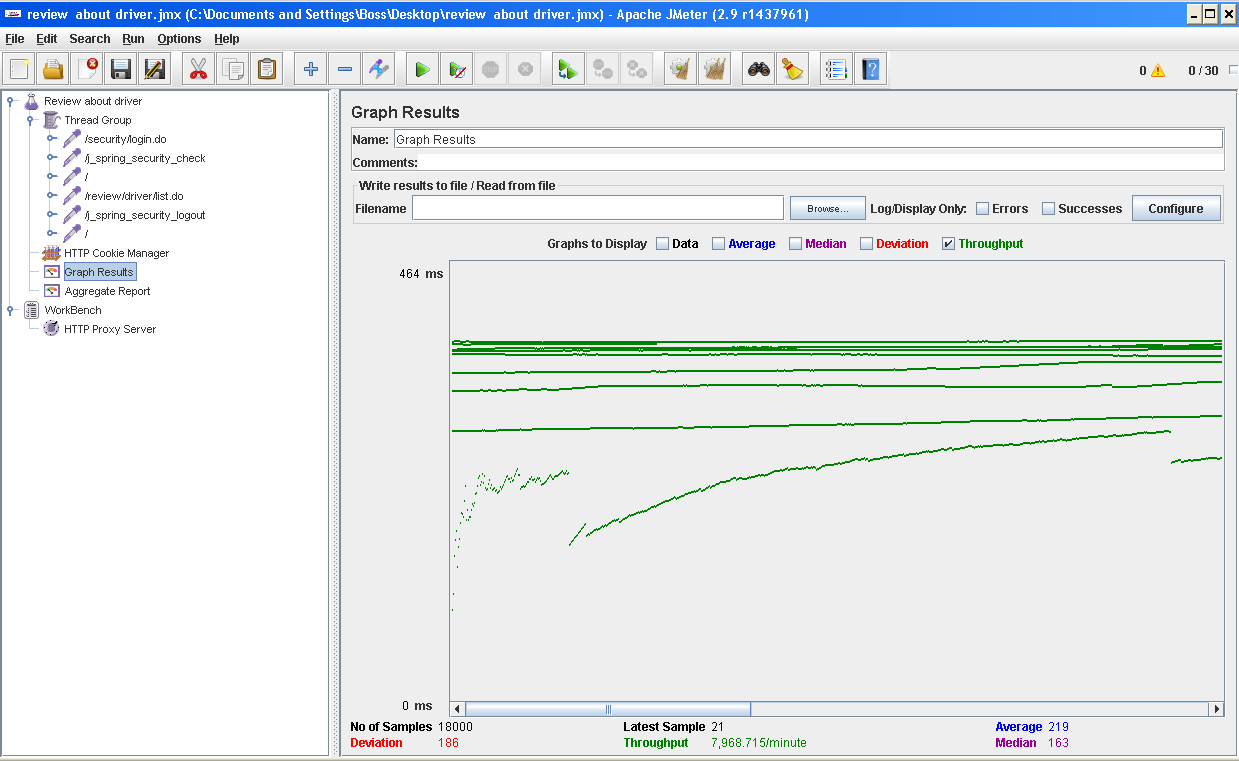 review  about driver.jmx (C:\Documents and Settings\Boss\Desktop\review  about driver.jmx) - Apache JMeter (2.9 r1437961)
File Edit Search Run Options Help
0 0 / 30
Review about driver
Thread Group
/security/login.do
/j_spring_security_check
/
/review/driver/list.do
/j_spring_security_logout
/
HTTP Cookie Manager
Graph Results
Aggregate Report
WorkBench
HTTP Proxy Server
Graph Results
Name: Graph Results
Comments:
Write results to file / Read from file
Filename Browse... Log/Display Only: Errors Successes Configure
Graphs to Display Data Average Median Deviation Throughput
464 ms
0 ms
No of Samples 18000 Latest Sample 21 Average 219
Deviation 186 Throughput 7,968.715/minute Median 163